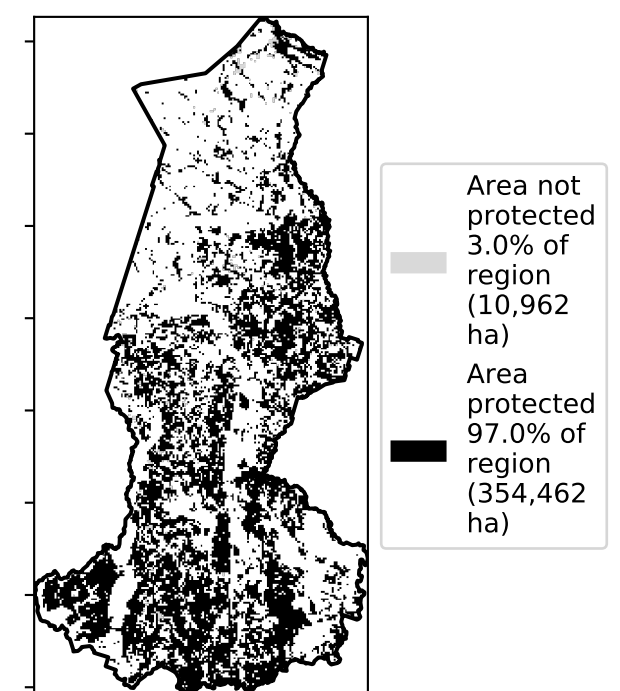 Area not
protected
3.0% of
region
(10,962
ha)
Area
protected
97.0% of
region
(354,462
ha)